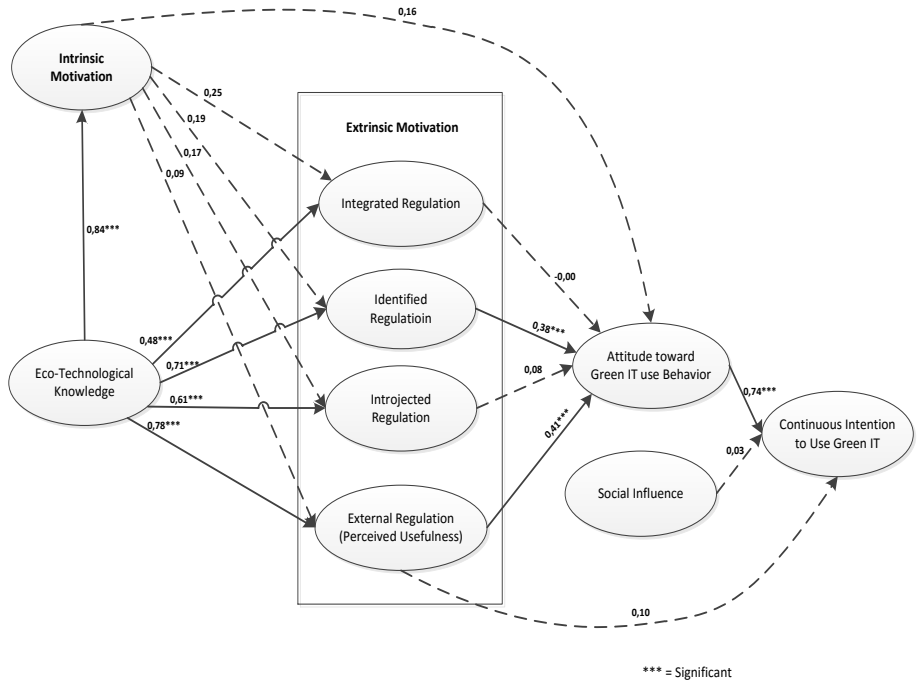 0,16
Intrinsic
Motivation
0,25
0,19
0,17
0,09
Extrinsic Motivation
Integrated Regulation
0,84***
-0,00
Identified
Regulatioin
0,38***
0,48***
Eco-Technological
Knowledge
0,71***
Attitude toward
Green IT use Behavior
0,08
0,61***
Introjected
Regulation
0,74***
0,78***
0,41***
Continuous Intention
to Use Green IT
0,03
Social Influence
External Regulation
(Perceived Usefulness)
0,10
*** = Significant